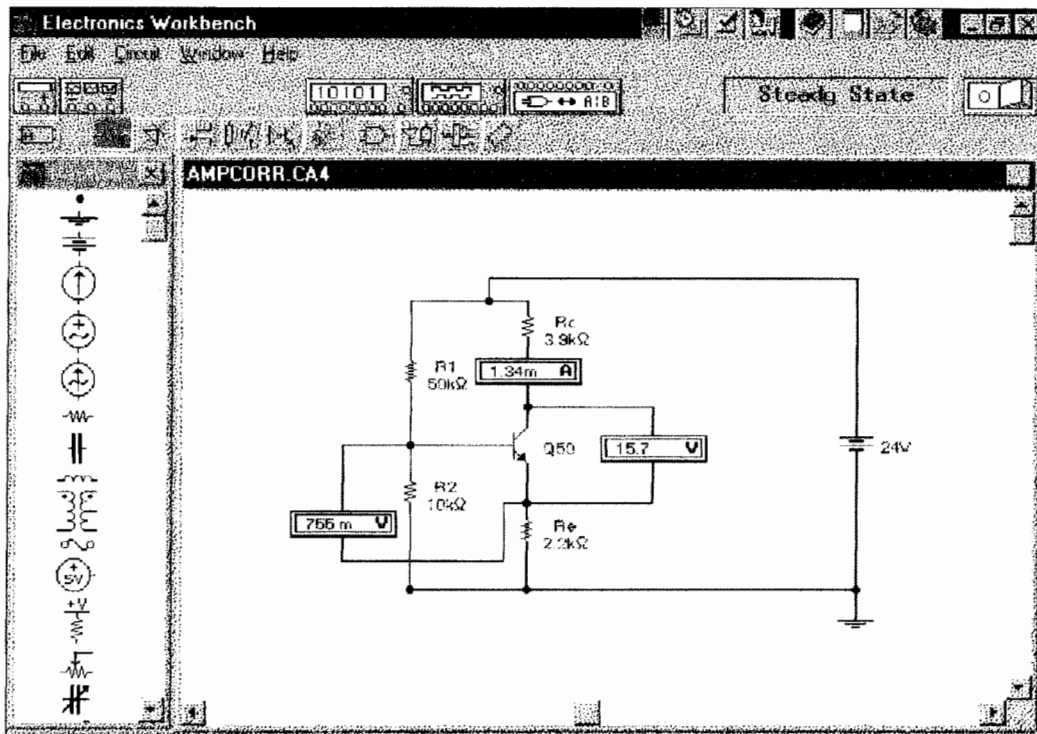 Electronics Workbench
File Edit Circuit Window Help
10101
A|B
Steady State
AMPCORR.CA4
Rc
3.9kΩ
R1
50kΩ
1.34m A
Q50
15.7 V
24V
R2
10kΩ
755 m V
Re
2.2kΩ
+
5V
+V